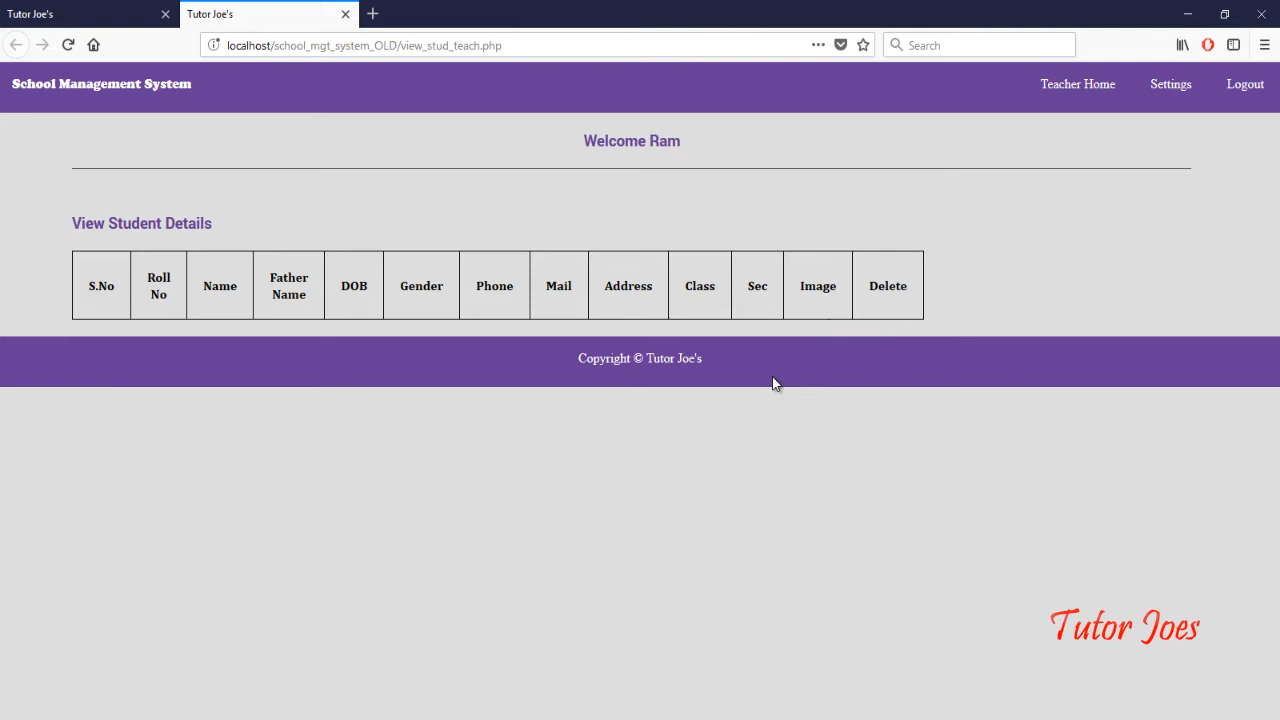 Tutor Joe's
Tutor Joe's
localhost/school_mgt_system_OLD/view_stud_teach.php
Search
School Management System
Teacher Home Settings Logout
Welcome Ram
View Student Details
S.No Roll No Name Father Name DOB Gender Phone Mail Address Class Sec Image Delete
Copyright © Tutor Joe's
Tutor Joes